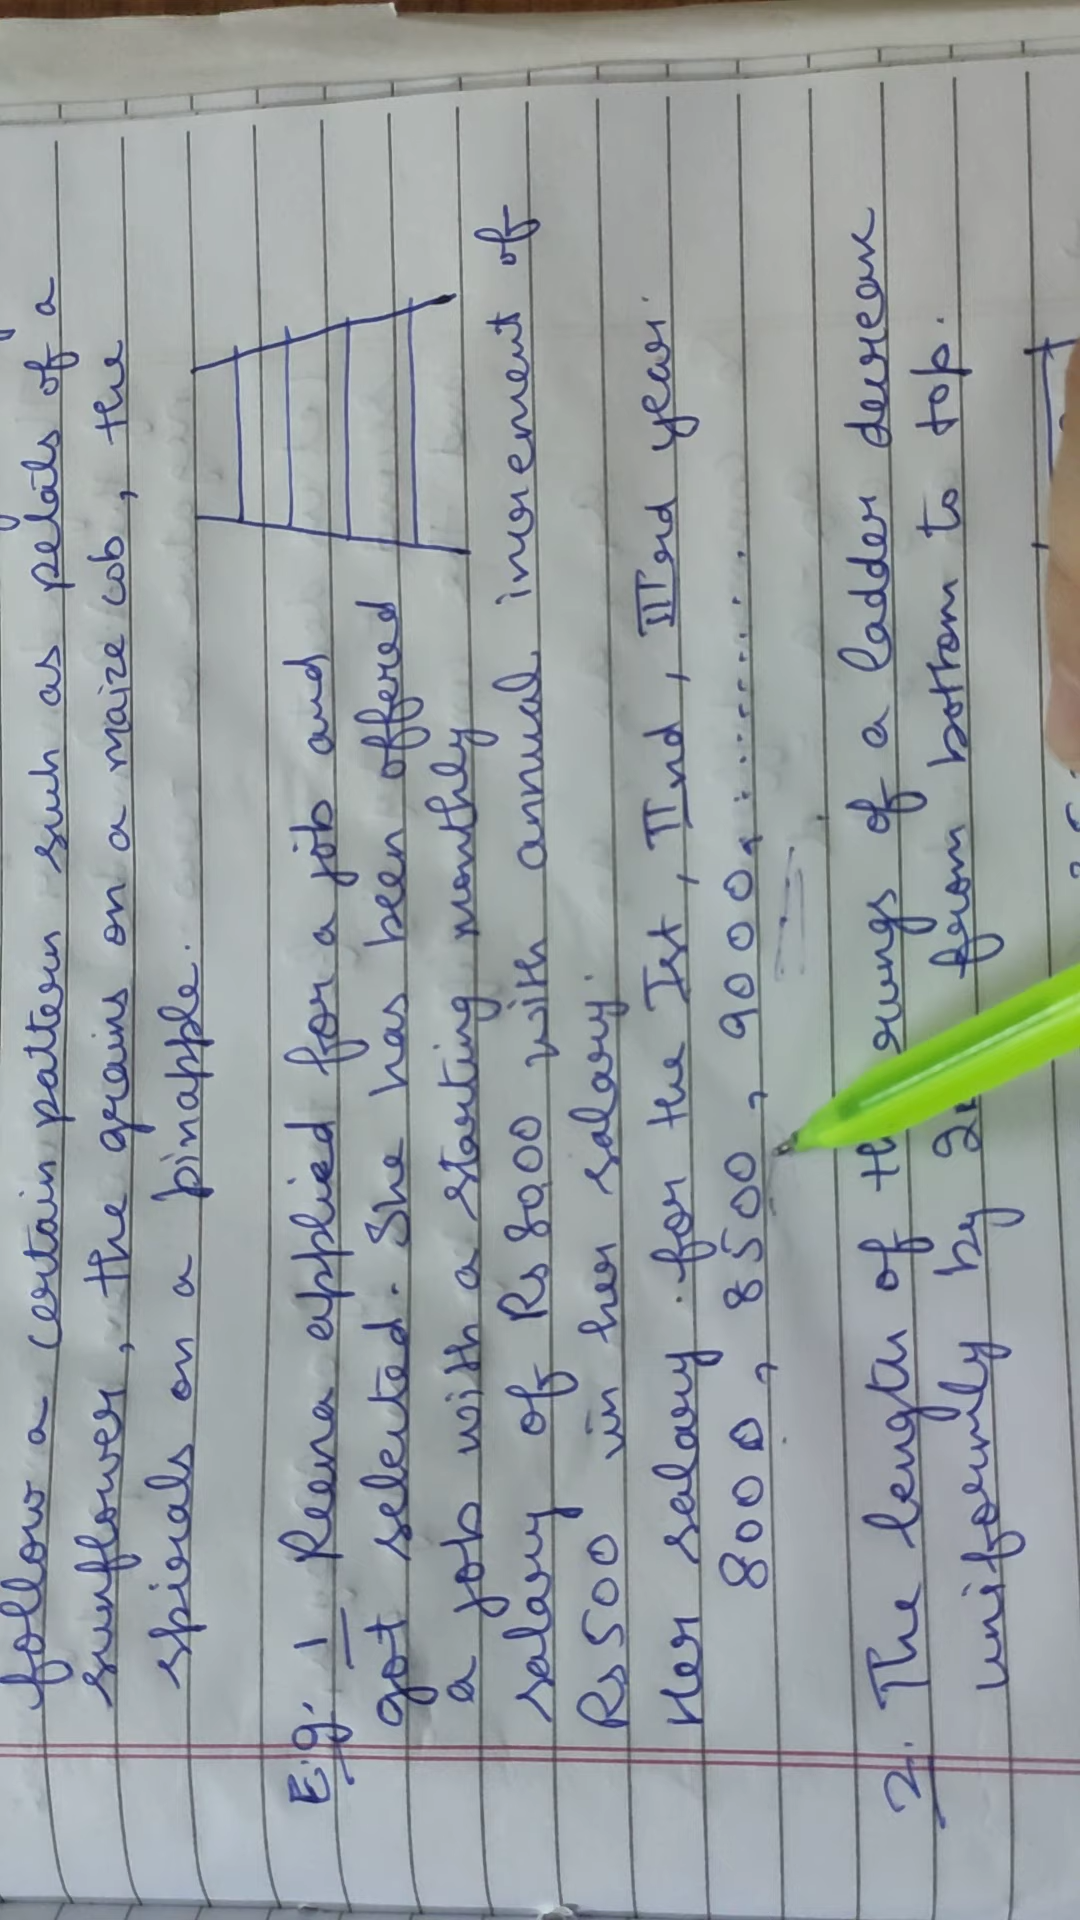 follow a certain pattern such as petals of a
sunflower, the grains on a maize cob, the
spirals on a pinapple.
E.g. 1 Reena applied for a job and
got selected. She has been offered
a job with a starting monthly
salary of Rs 8000 with annual increment of
Rs 500 in her salary.
Her salary for the Ist, IInd, IIIrd year.
8000, 8500, 9000, ..........
2. The length of the rungs of a ladder decrease
uniformly by from bottom to top.